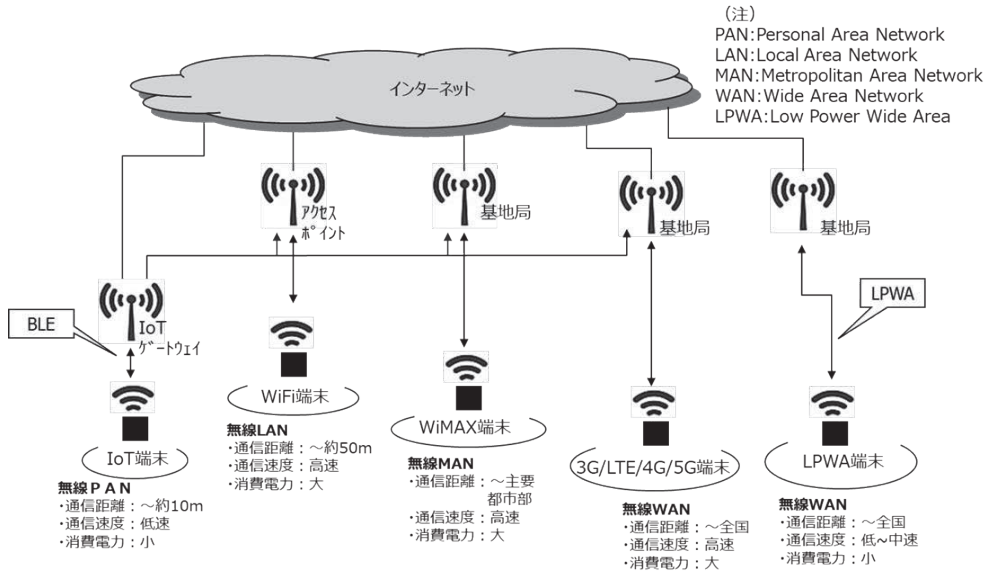 (注)
PAN:Personal Area Network
LAN:Local Area Network
MAN:Metropolitan Area Network
WAN:Wide Area Network
LPWA:Low Power Wide Area
インターネット
ｱｸｾｽ
ﾎﾟｲﾝﾄ
基地局
基地局
基地局
LPWA
BLE
IoT
ｹﾞｰﾄｳｪｲ
IoT端末
無線ＰＡＮ
・通信距離：～約10m
・通信速度：低速
・消費電力：小
WiFi端末
無線LAN
・通信距離：～約50m
・通信速度：高速
・消費電力：大
WiMAX端末
無線MAN
・通信距離：～主要
都市部
・通信速度：高速
・消費電力：大
3G/LTE/4G/5G端末
無線WAN
・通信距離：～全国
・通信速度：高速
・消費電力：大
LPWA端末
無線WAN
・通信距離：～全国
・通信速度：低~中速
・消費電力：小